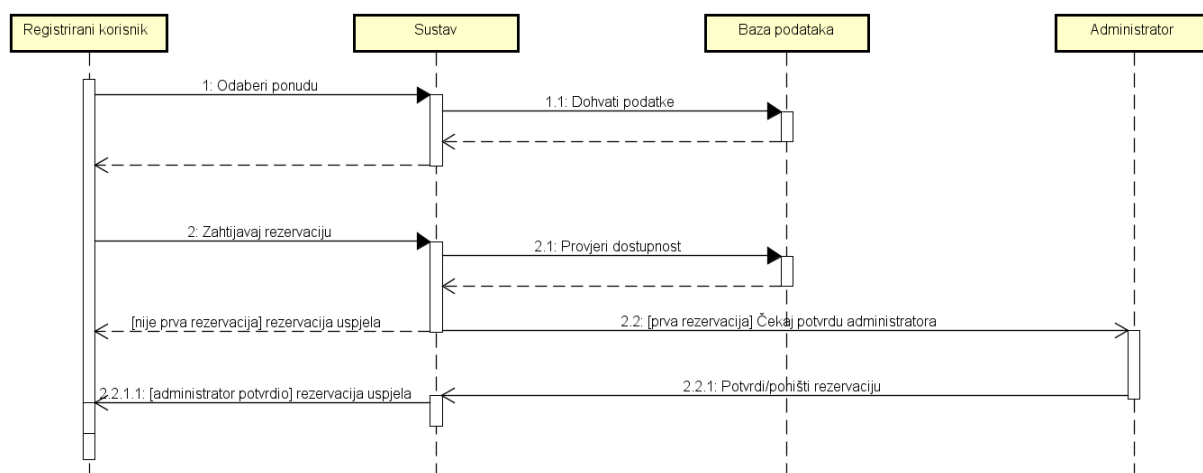 Registrirani korisnik
Sustav
Baza podataka
Administrator
1: Odaberi ponudu
1.1: Dohvati podatke
2: Zahtijavaj rezervaciju
2.1: Provjeri dostupnost
[nije prva rezervacija] rezervacija uspjela
2.2: [prva rezervacija] Čekaj potvrdu administratora
2.2.1: Potvrdi/poništi rezervaciju
2.2.1.1: [administrator potvrdio] rezervacija uspjela